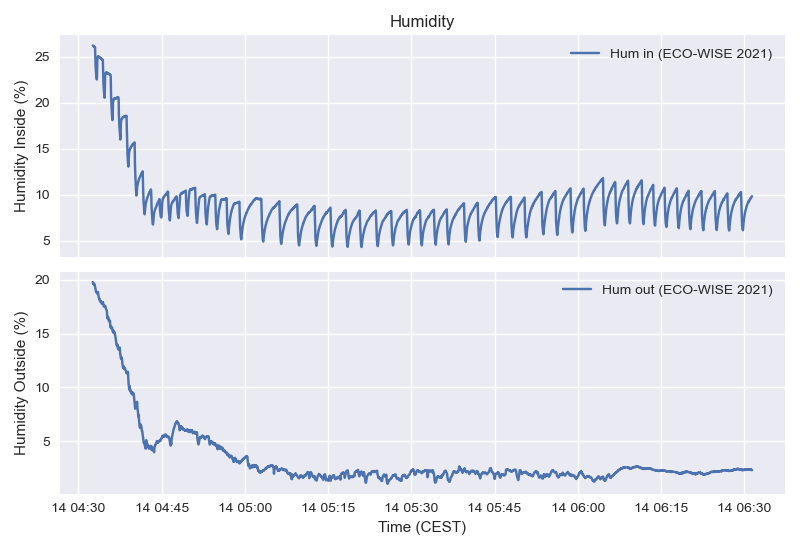 Humidity
Hum in (ECO-WISE 2021)
Humidity Inside (%)
25
20
15
10
5
Hum out (ECO-WISE 2021)
Humidity Outside (%)
20
15
10
5
14 04:30 14 04:45 14 05:00 14 05:15 14 05:30 14 05:45 14 06:00 14 06:15 14 06:30
Time (CEST)